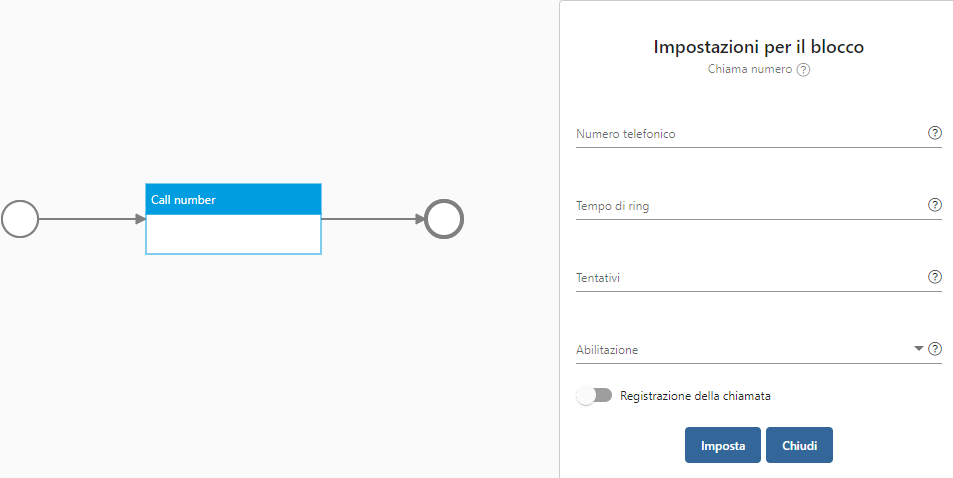 Call number
Impostazioni per il blocco
Chiama numero ?
Numero telefonico ?
Tempo di ring ?
Tentativi ?
Abilitazione ?
Registrazione della chiamata
Imposta Chiudi